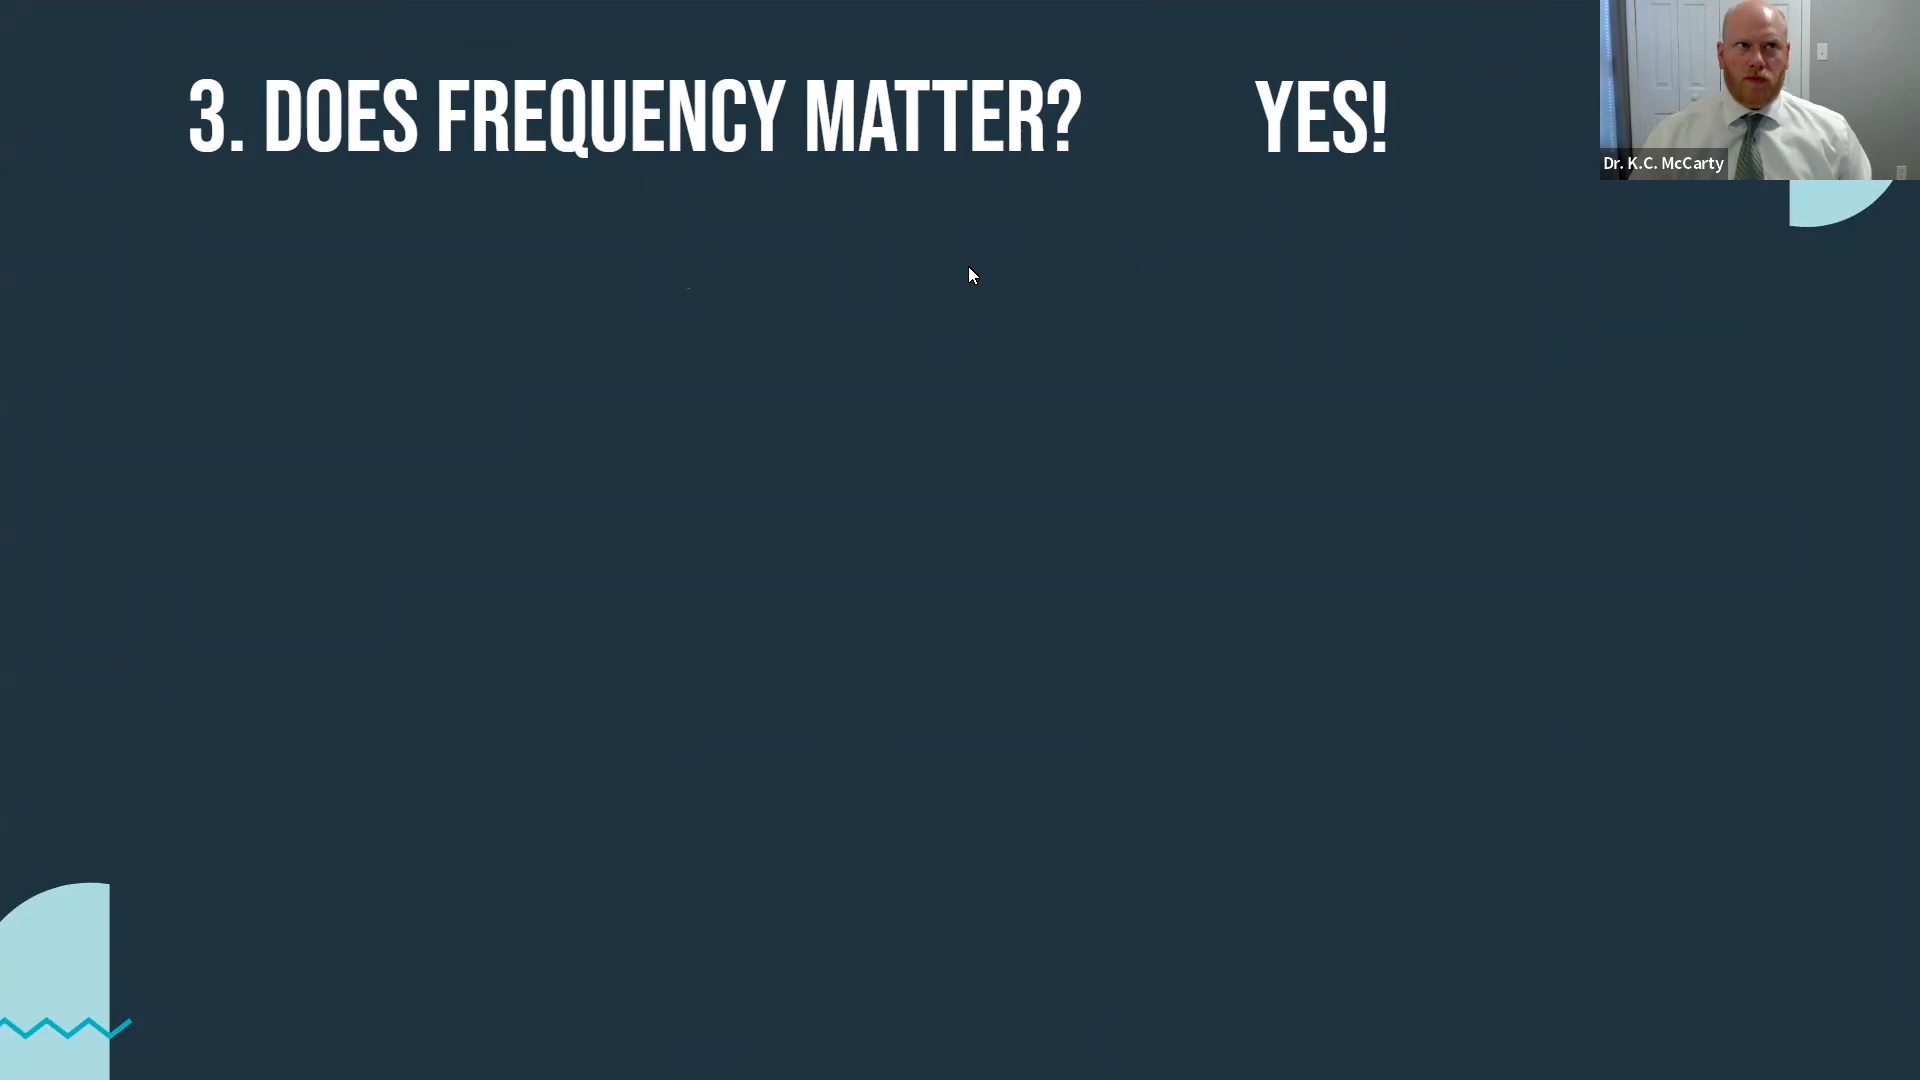 3. DOES FREQUENCY MATTER? YES!
Dr. K.C. McCarty